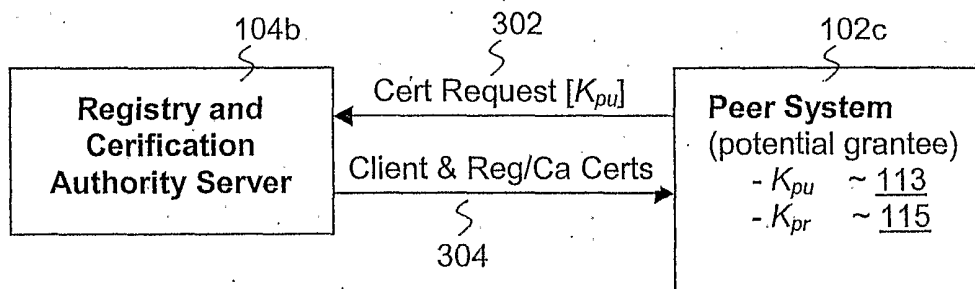 104b
302
102c
Registry and
Cerification
Authority Server
Cert Request [Kpu]
Client & Reg/Ca Certs
304
Peer System
(potential grantee)
- Kpu ~ 113
- Kpr ~ 115